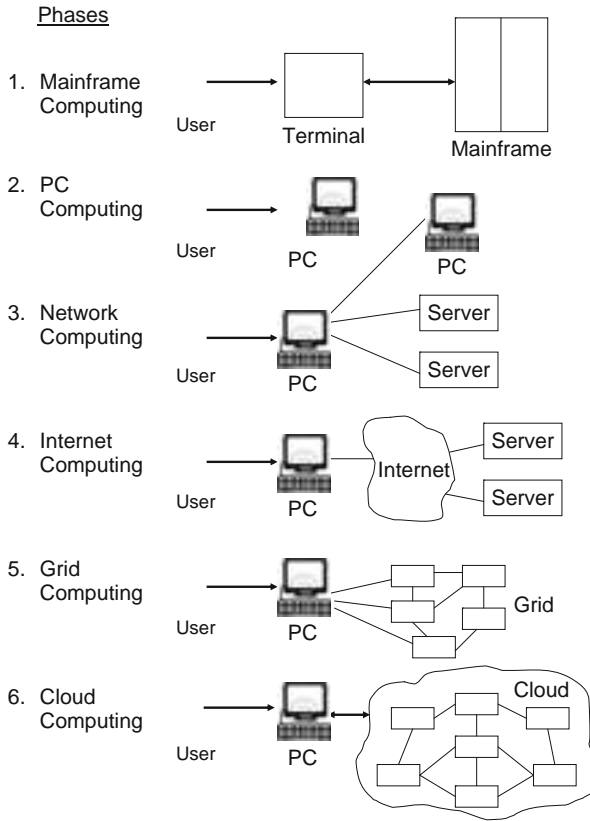 Phases
1. Mainframe
Computing
User
Terminal
Mainframe
2. PC
Computing
User
PC
PC
3. Network
Computing
User
PC
Server
Server
4. Internet
Computing
User
PC
Internet
Server
Server
5. Grid
Computing
User
PC
Grid
6. Cloud
Computing
User
PC
Cloud